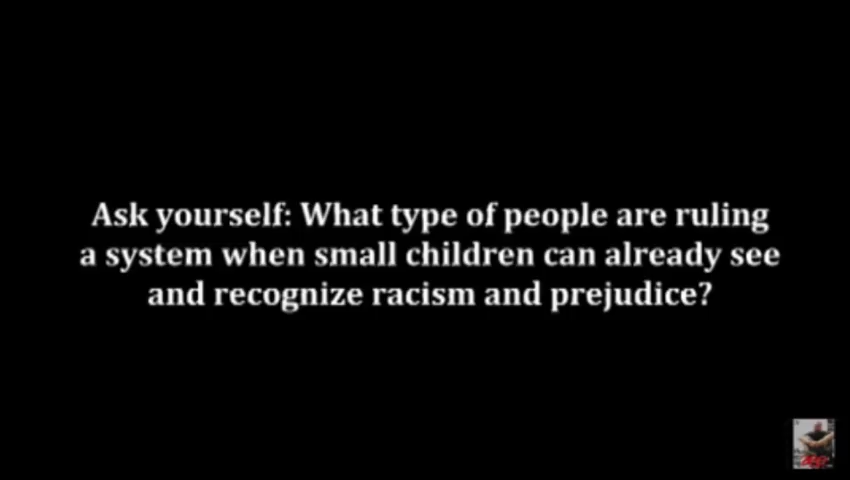 Ask yourself: What type of people are ruling
a system when small children can already see
and recognize racism and prejudice?